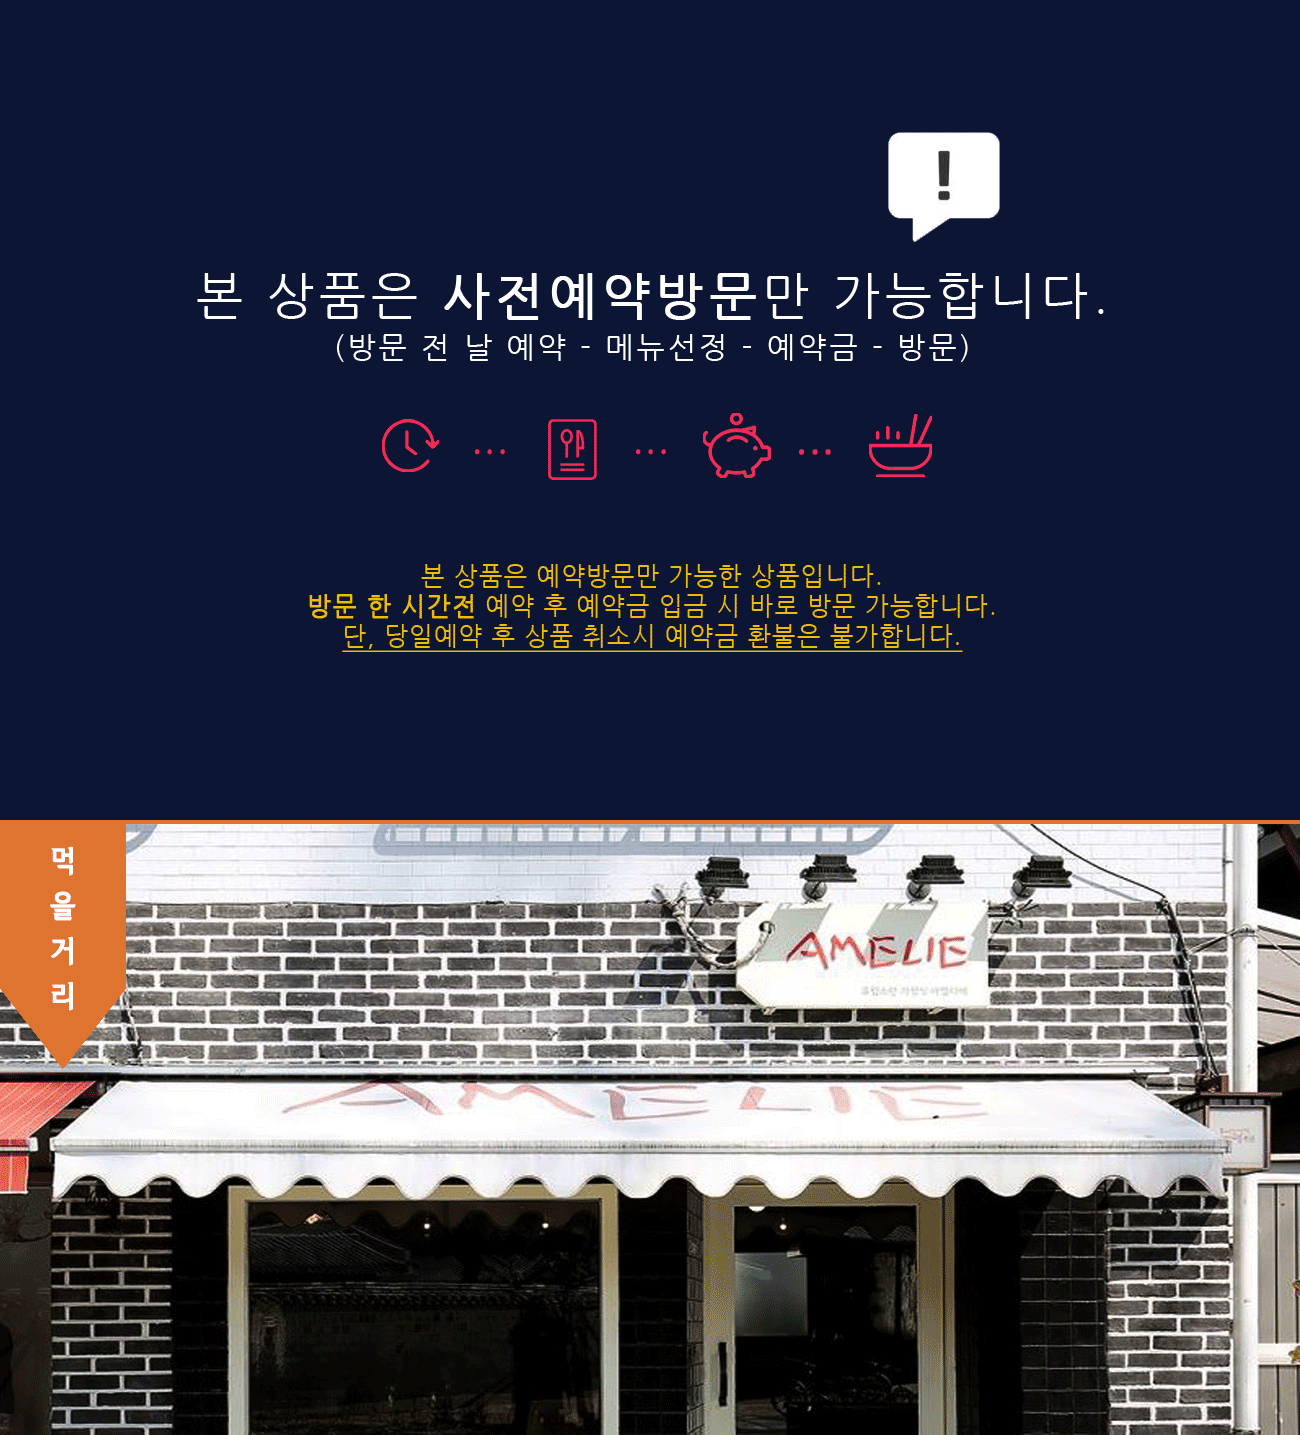 !
본 상품은 사전예약방문만 가능합니다.
(방문 전 날 예약 - 메뉴선정 - 예약금 - 방문)
본 상품은 예약방문만 가능한 상품입니다.
방문 한 시간전 예약 후 예약금 입금 시 바로 방문 가능합니다.
단, 당일예약 후 상품 취소시 예약금 환불은 불가합니다.
먹을거리
AMELIE
AMELIE